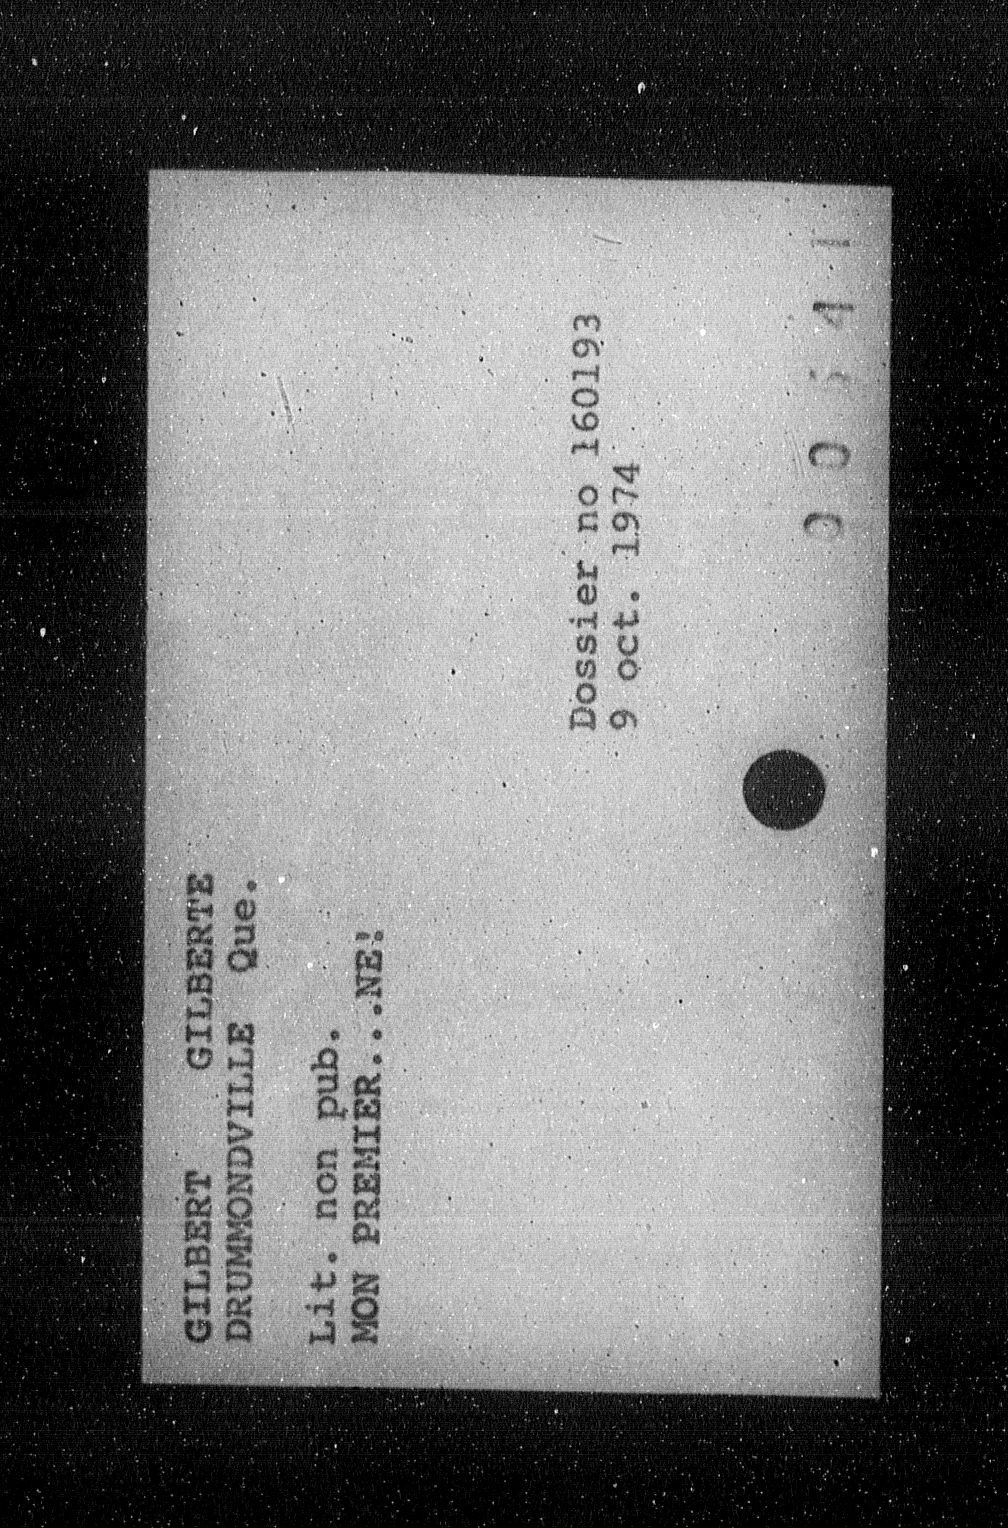 GILBERT GILBERTE
DRUMMONDVILLE Que.
Lit. non pub.
MON PREMIER...NE!
Dossier no 160193
9 oct. 1974